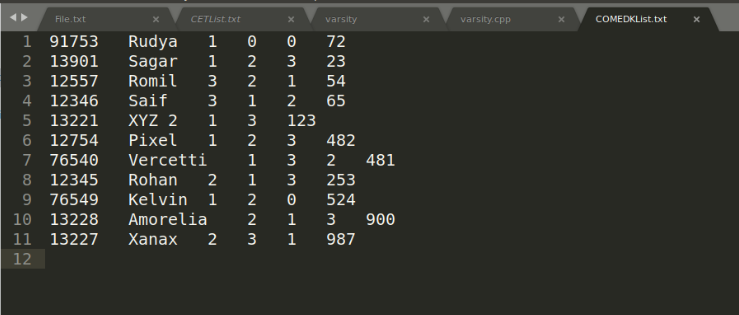 File.txt CETList.txt varsity varsity.cpp COMEDKList.txt
1 91753 Rudya 1 0 0 72
2 13901 Sagar 1 2 3 23
3 12557 Romil 3 2 1 54
4 12346 Saif 3 1 2 65
5 13221 XYZ 2 1 3 123
6 12754 Pixel 1 2 3 482
7 76540 Vercetti 1 3 2 481
8 12345 Rohan 2 1 3 253
9 76549 Kelvin 1 2 0 524
10 13228 Amorelia 2 1 3 900
11 13227 Xanax 2 3 1 987
12